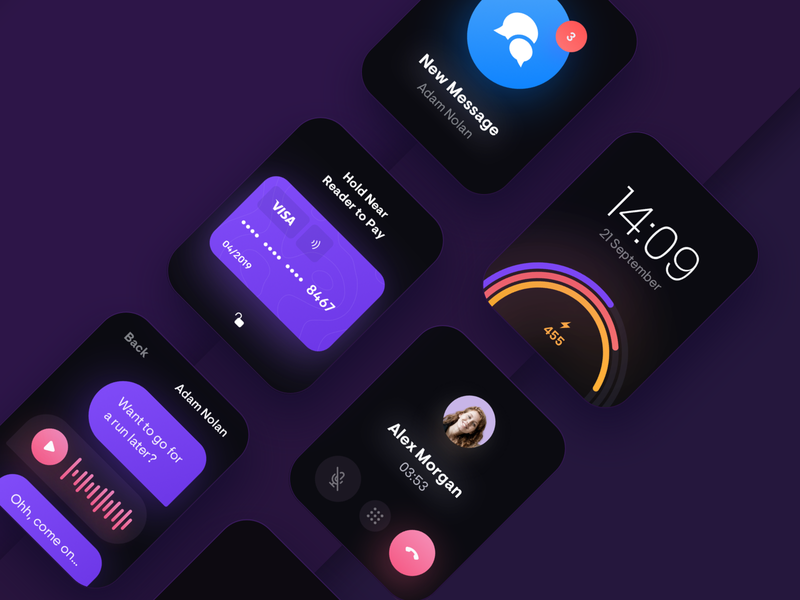 3
New Message
Adam Nolan
Hold Near
Reader to Pay
VISA
•••• •••• •••• 8467
04/2019
14:09
21 September
455
Back
Adam Nolan
Want to go for
a run later?
Ohh, come on...
Alex Morgan
03:53